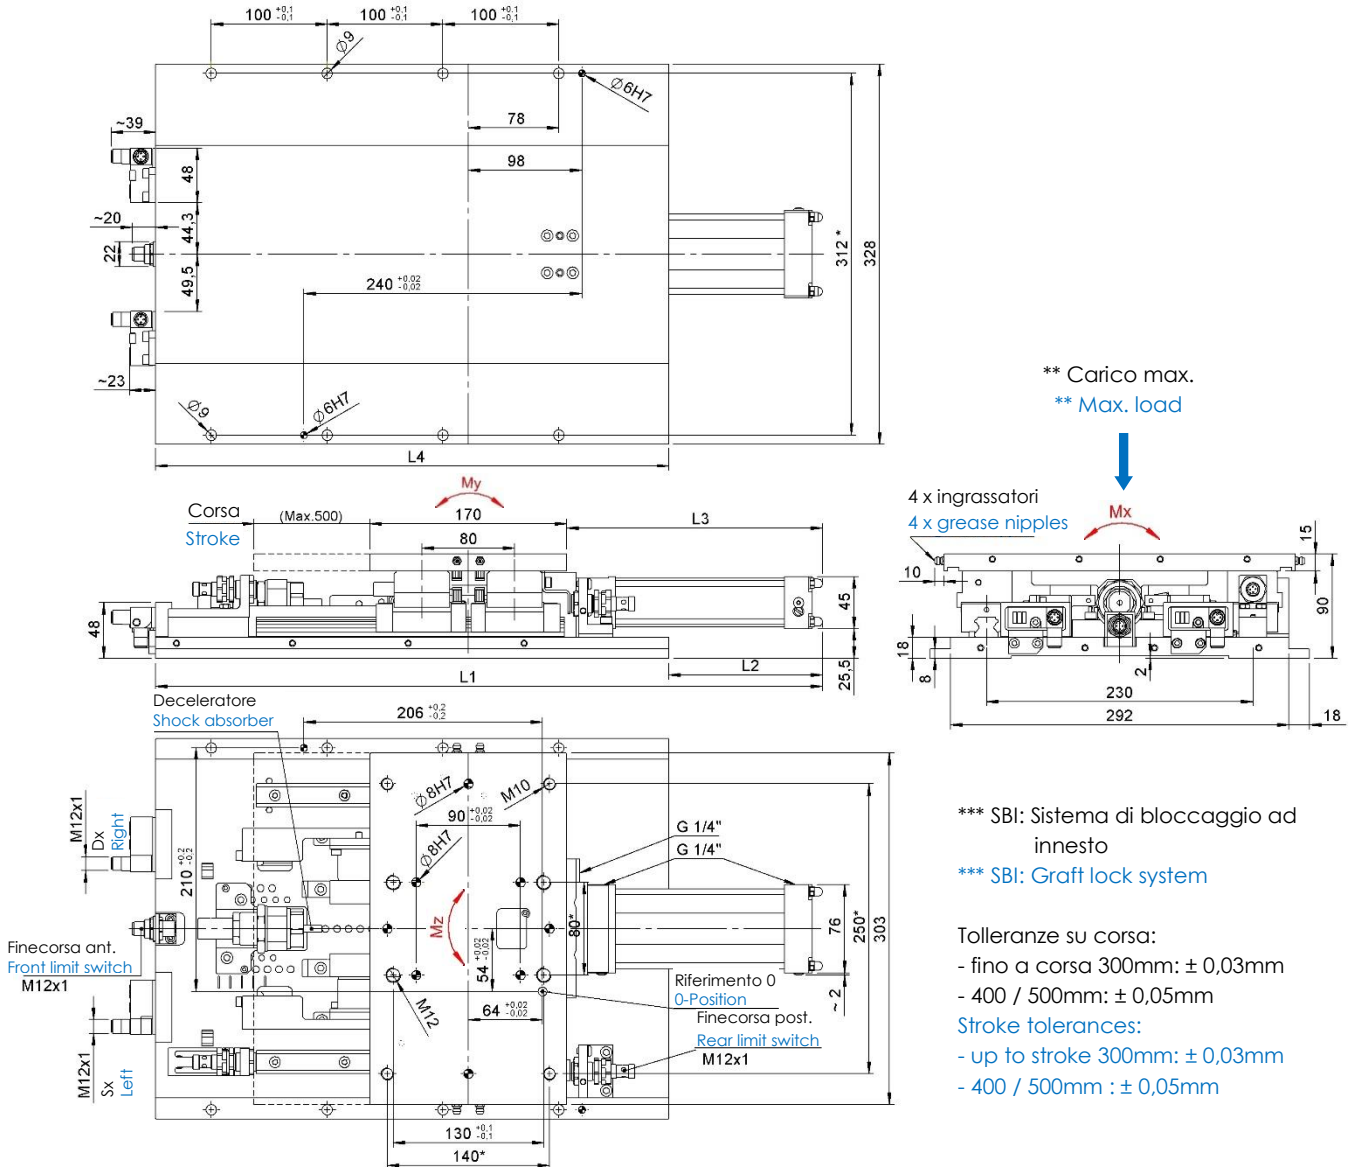 100 +0,1 -0,1
100 +0,1 -0,1
100 +0,1 -0,1
Ø9
Ø6H7
~39
78
48
98
~20
44,3
22
49,5
240 +0,02 -0,02
312 *
328
~23
Ø9
Ø6H7
L4
** Carico max.
** Max. load
My
Corsa
Stroke
(Max.500)
170
L3
80
48
45
25,5
L2
L1
4 x ingrassatori
4 x grease nipples
Mx
15
10
90
18
8
2
230
292
18
Deceleratore
Shock absorber
206 +0,2 -0,2
Ø8H7
M10
90 +0,02 -0,02
Ø8H7
G 1/4"
G 1/4"
M12x1
Dx
Right
210 +0,2 -0,2
Mz
80*
76
250*
303
54 +0,02 -0,02
~ 2
Finecorsa ant.
Front limit switch
M12x1
M12
64 +0,02 -0,02
Riferimento 0
0-Position
Finecorsa post.
Rear limit switch
M12x1
M12x1
Sx
Left
130 +0,1 -0,1
140*
*** SBI: Sistema di bloccaggio ad
innesto
*** SBI: Graft lock system
Tolleranze su corsa:
- fino a corsa 300mm: ± 0,03mm
- 400 / 500mm: ± 0,05mm
Stroke tolerances:
- up to stroke 300mm: ± 0,03mm
- 400 / 500mm : ± 0,05mm